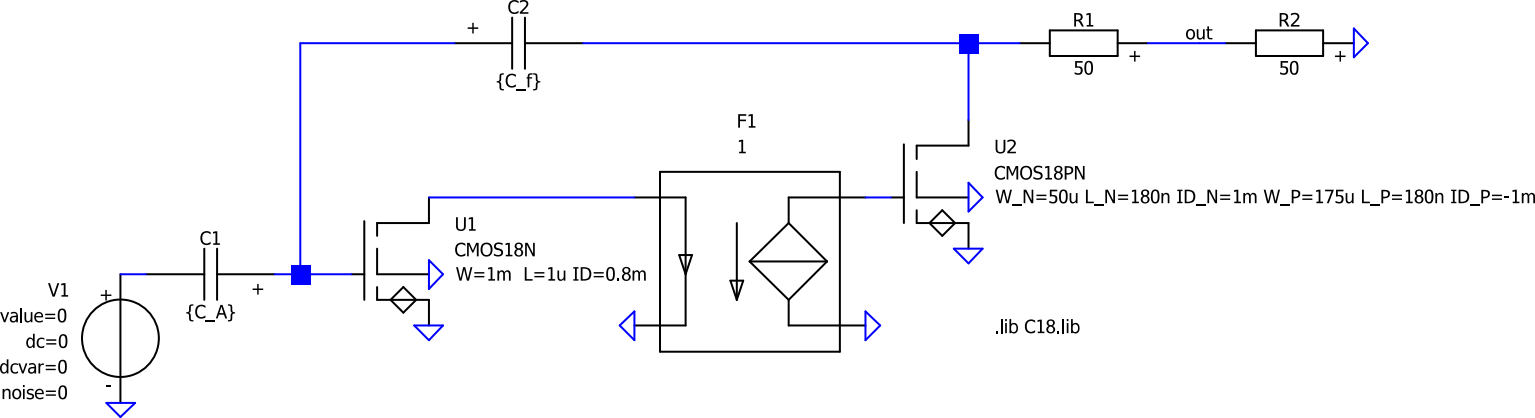 C2
+
{C_f}
R1
+
50
out
R2
+
50
F1
1
U2
CMOS18PN
W_N=50u L_N=180n ID_N=1m W_P=175u L_P=180n ID_P=-1m
U1
CMOS18N
W=1m L=1u ID=0.8m
C1
+
{C_A}
V1
value=0
dc=0
dcvar=0
noise=0
+
-
.lib C18.lib